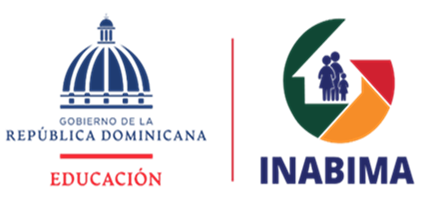 GOBIERNO DE LA
REPÚBLICA DOMINICANA
EDUCACIÓN
INABIMA